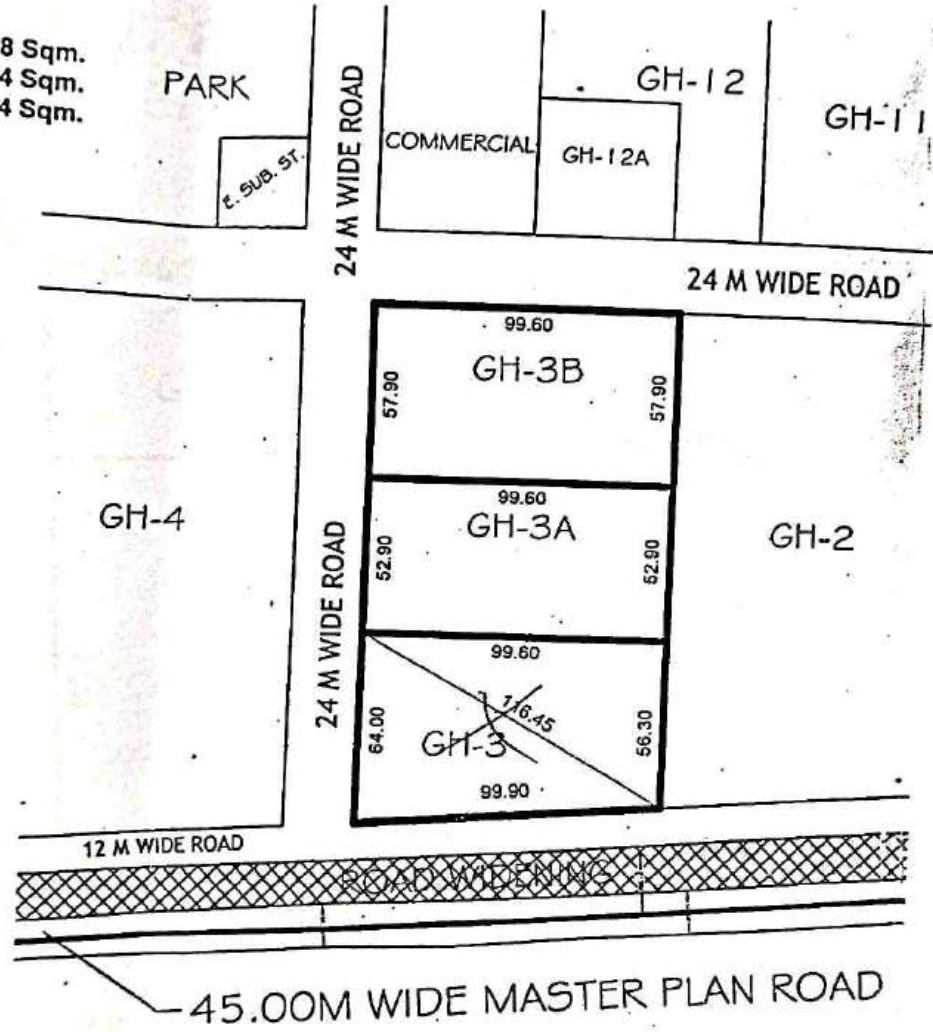 8 Sqm.
4 Sqm.
4 Sqm.
PARK
E. SUB. ST.
24 M WIDE ROAD
COMMERCIAL
GH-12
GH-12A
GH-11
24 M WIDE ROAD
99.60
GH-3B
57.90
57.90
99.60
GH-3A
52.90
52.90
GH-4
24 M WIDE ROAD
GH-2
99.60
116.45
64.00
GH-3
56.30
99.90
12 M WIDE ROAD
ROAD WIDENING
45.00M WIDE MASTER PLAN ROAD